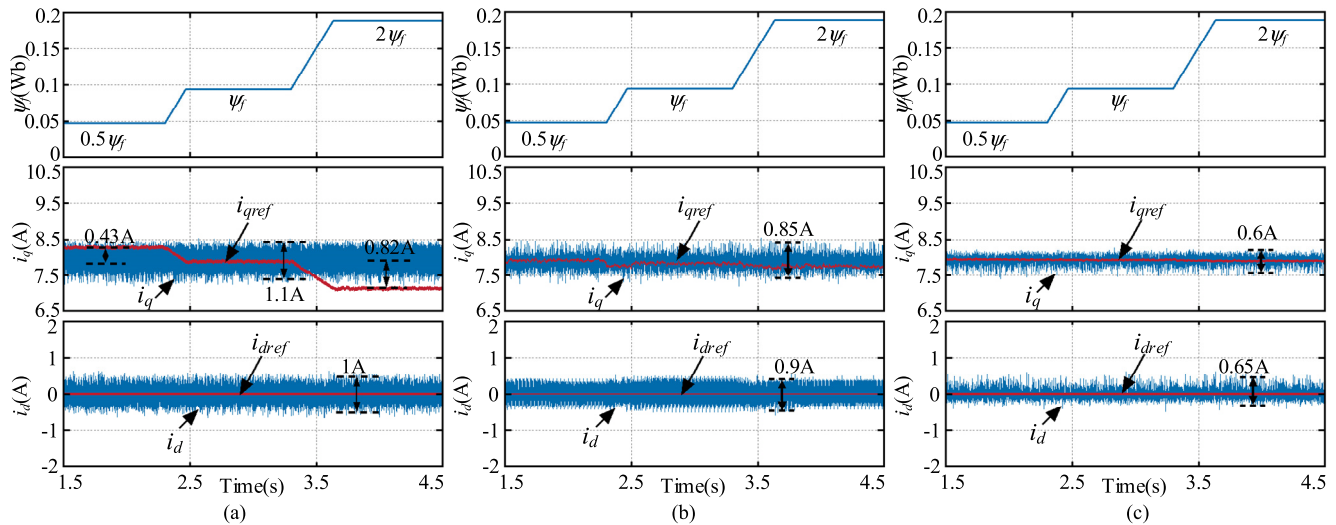 0.2
0.15
0.1
0.05
0
ψf(Wb)
0.5ψf
ψf
2ψf
10.5
9.5
8.5
7.5
6.5
iq(A)
0.43A
iqref
0.82A
iq
1.1A
2
1
0
-1
-2
id(A)
idref
1A
id
1.5 2.5 3.5 4.5
Time(s)
(a)
0.2
0.15
0.1
0.05
0
ψf(Wb)
0.5ψf
ψf
2ψf
10.5
9.5
8.5
7.5
6.5
iq(A)
iqref
0.85A
iq
2
1
0
-1
-2
id(A)
idref
0.9A
id
1.5 2.5 3.5 4.5
Time(s)
(b)
0.2
0.15
0.1
0.05
0
ψf(Wb)
0.5ψf
ψf
2ψf
10.5
9.5
8.5
7.5
6.5
iq(A)
iqref
0.6A
iq
2
1
0
-1
-2
id(A)
idref
0.65A
id
1.5 2.5 3.5 4.5
Time(s)
(c)